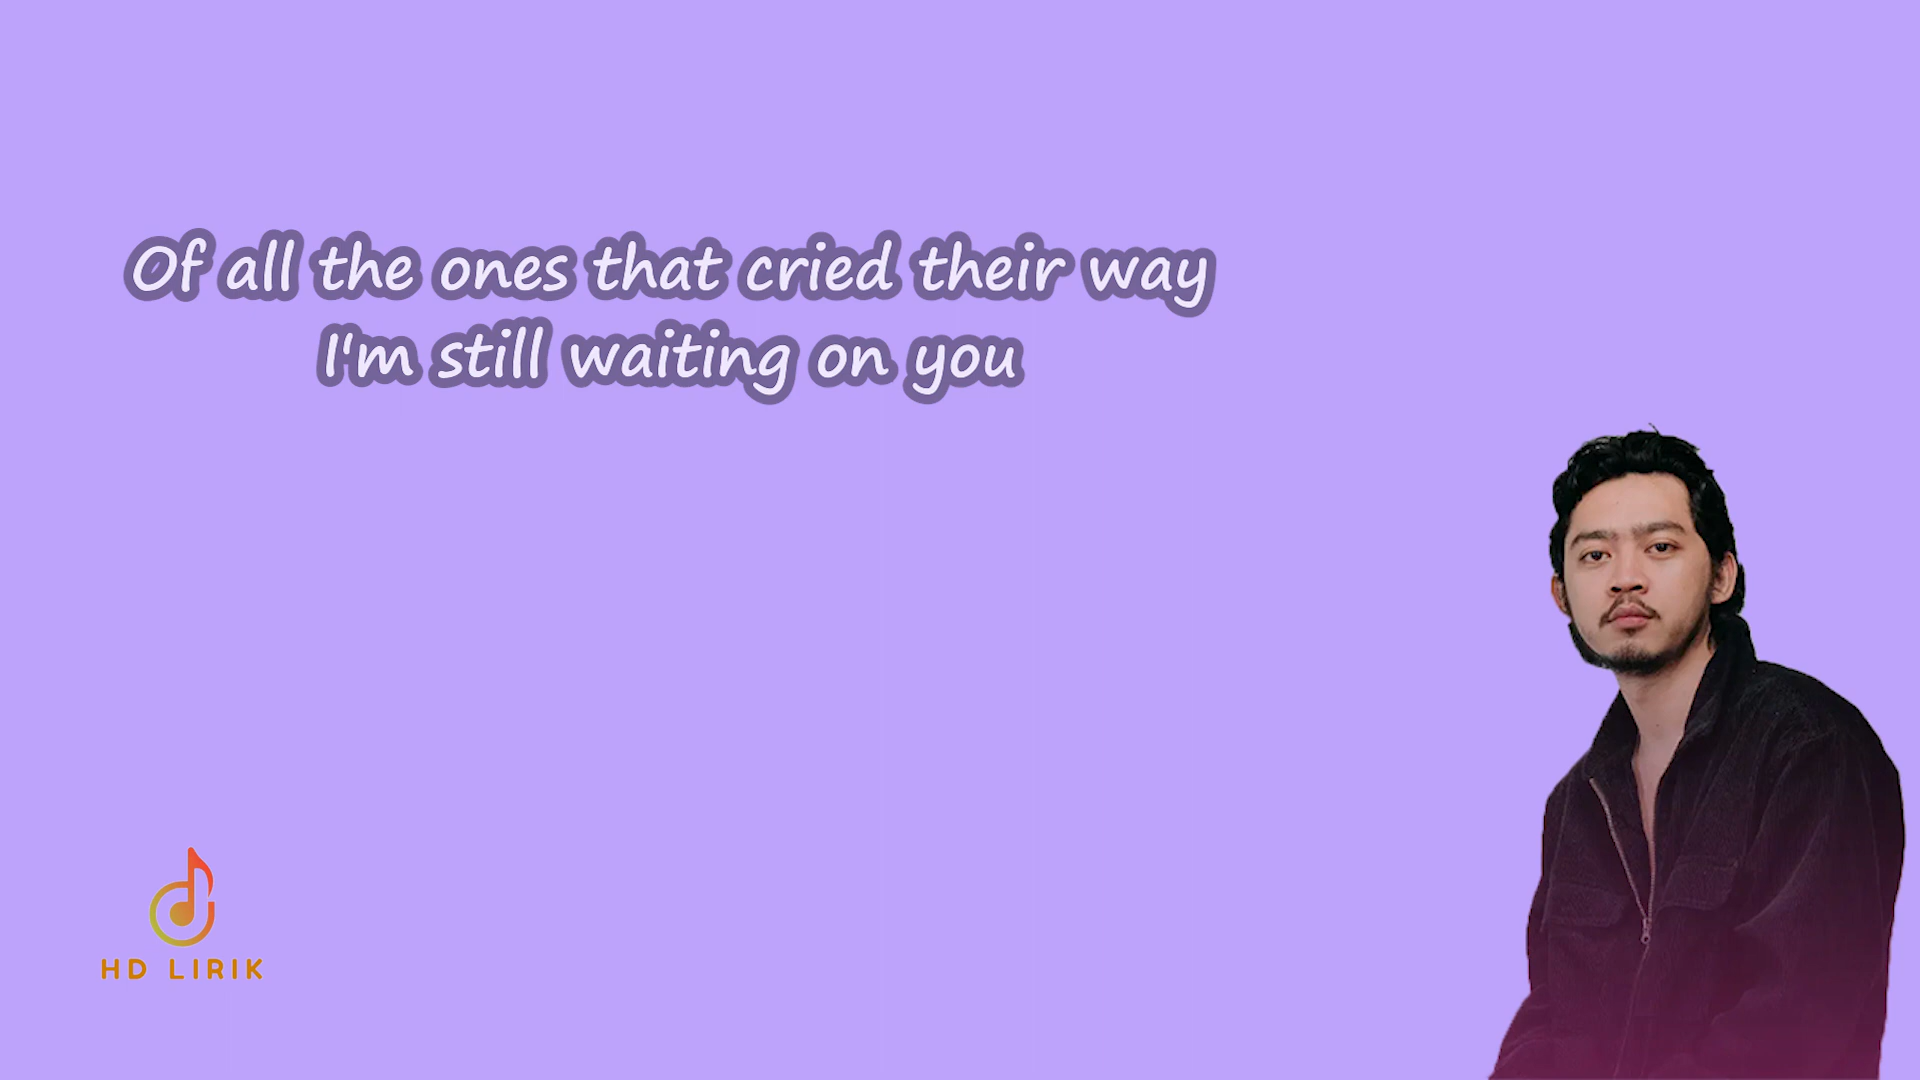 Of all the ones that cried their way
I'm still waiting on you
HD LIRIK